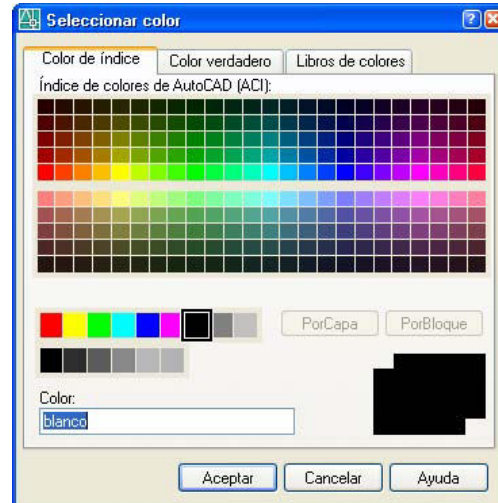 Seleccionar color
Color de índice Color verdadero Libros de colores
Índice de colores de AutoCAD (ACI):
PorCapa PorBloque
Color:
blanco
Aceptar Cancelar Ayuda